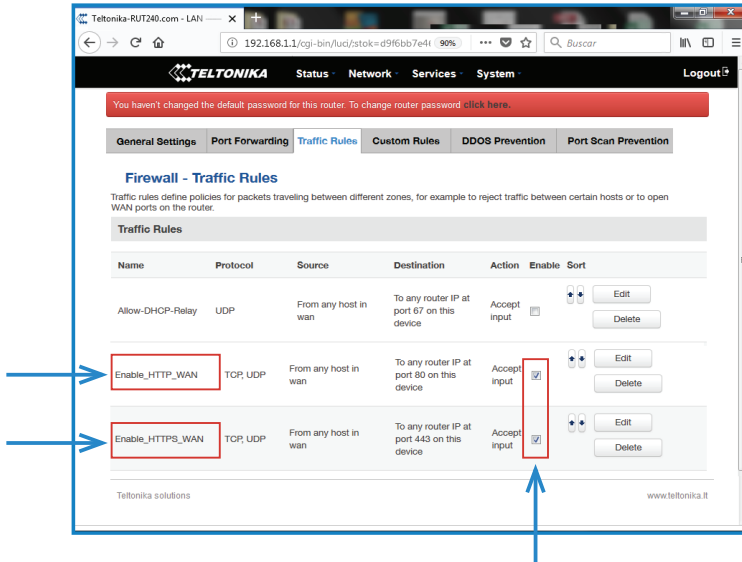 Teltonika-RUT240.com - LAN
192.168.1.1/cgi-bin/luci/;stok=d9f6bb7e4 90% Buscar
TELTONIKA Status Network Services System Logout
You haven't changed the default password for this router. To change router password click here.
General Settings Port Forwarding Traffic Rules Custom Rules DDOS Prevention Port Scan Prevention
Firewall - Traffic Rules
Traffic rules define policies for packets traveling between different zones, for example to reject traffic between certain hosts or to open
WAN ports on the router.
Traffic Rules
Name Protocol Source Destination Action Enable Sort
Allow-DHCP-Relay UDP From any host in
wan To any router IP at
port 67 on this
device Accept
input Edit
Delete
Enable_HTTP_WAN TCP, UDP From any host in
wan To any router IP at
port 80 on this
device Accept
input Edit
Delete
Enable_HTTPS_WAN TCP, UDP From any host in
wan To any router IP at
port 443 on this
device Accept
input Edit
Delete
Teltonika solutions www.teltonika.lt